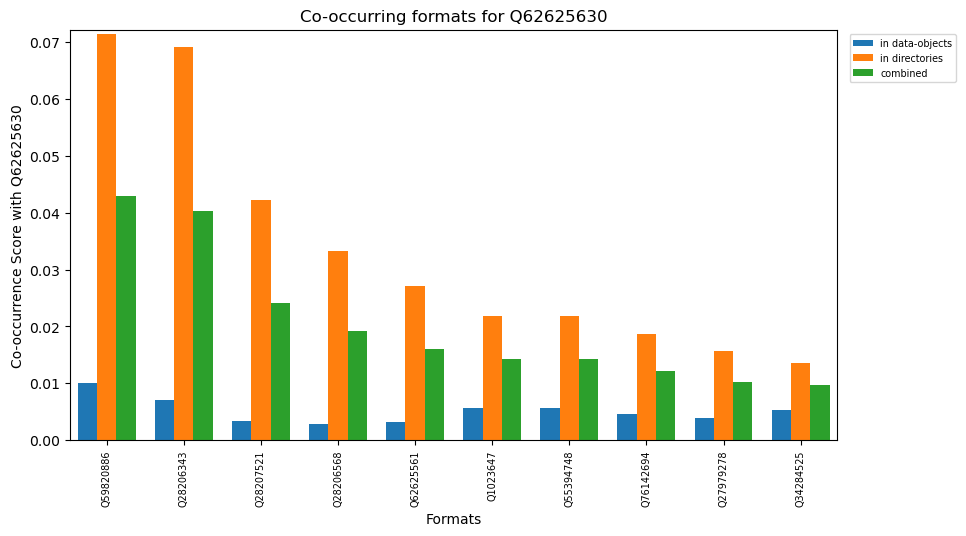 Co-occurring formats for Q62625630
in data-objects
in directories
combined
Co-occurrence Score with Q62625630
0.07
0.06
0.05
0.04
0.03
0.02
0.01
0.00
Q59820886
Q28206343
Q28207521
Q28206568
Q62625561
Q1023647
Q55394748
Q76142694
Q27979278
Q34284525
Formats